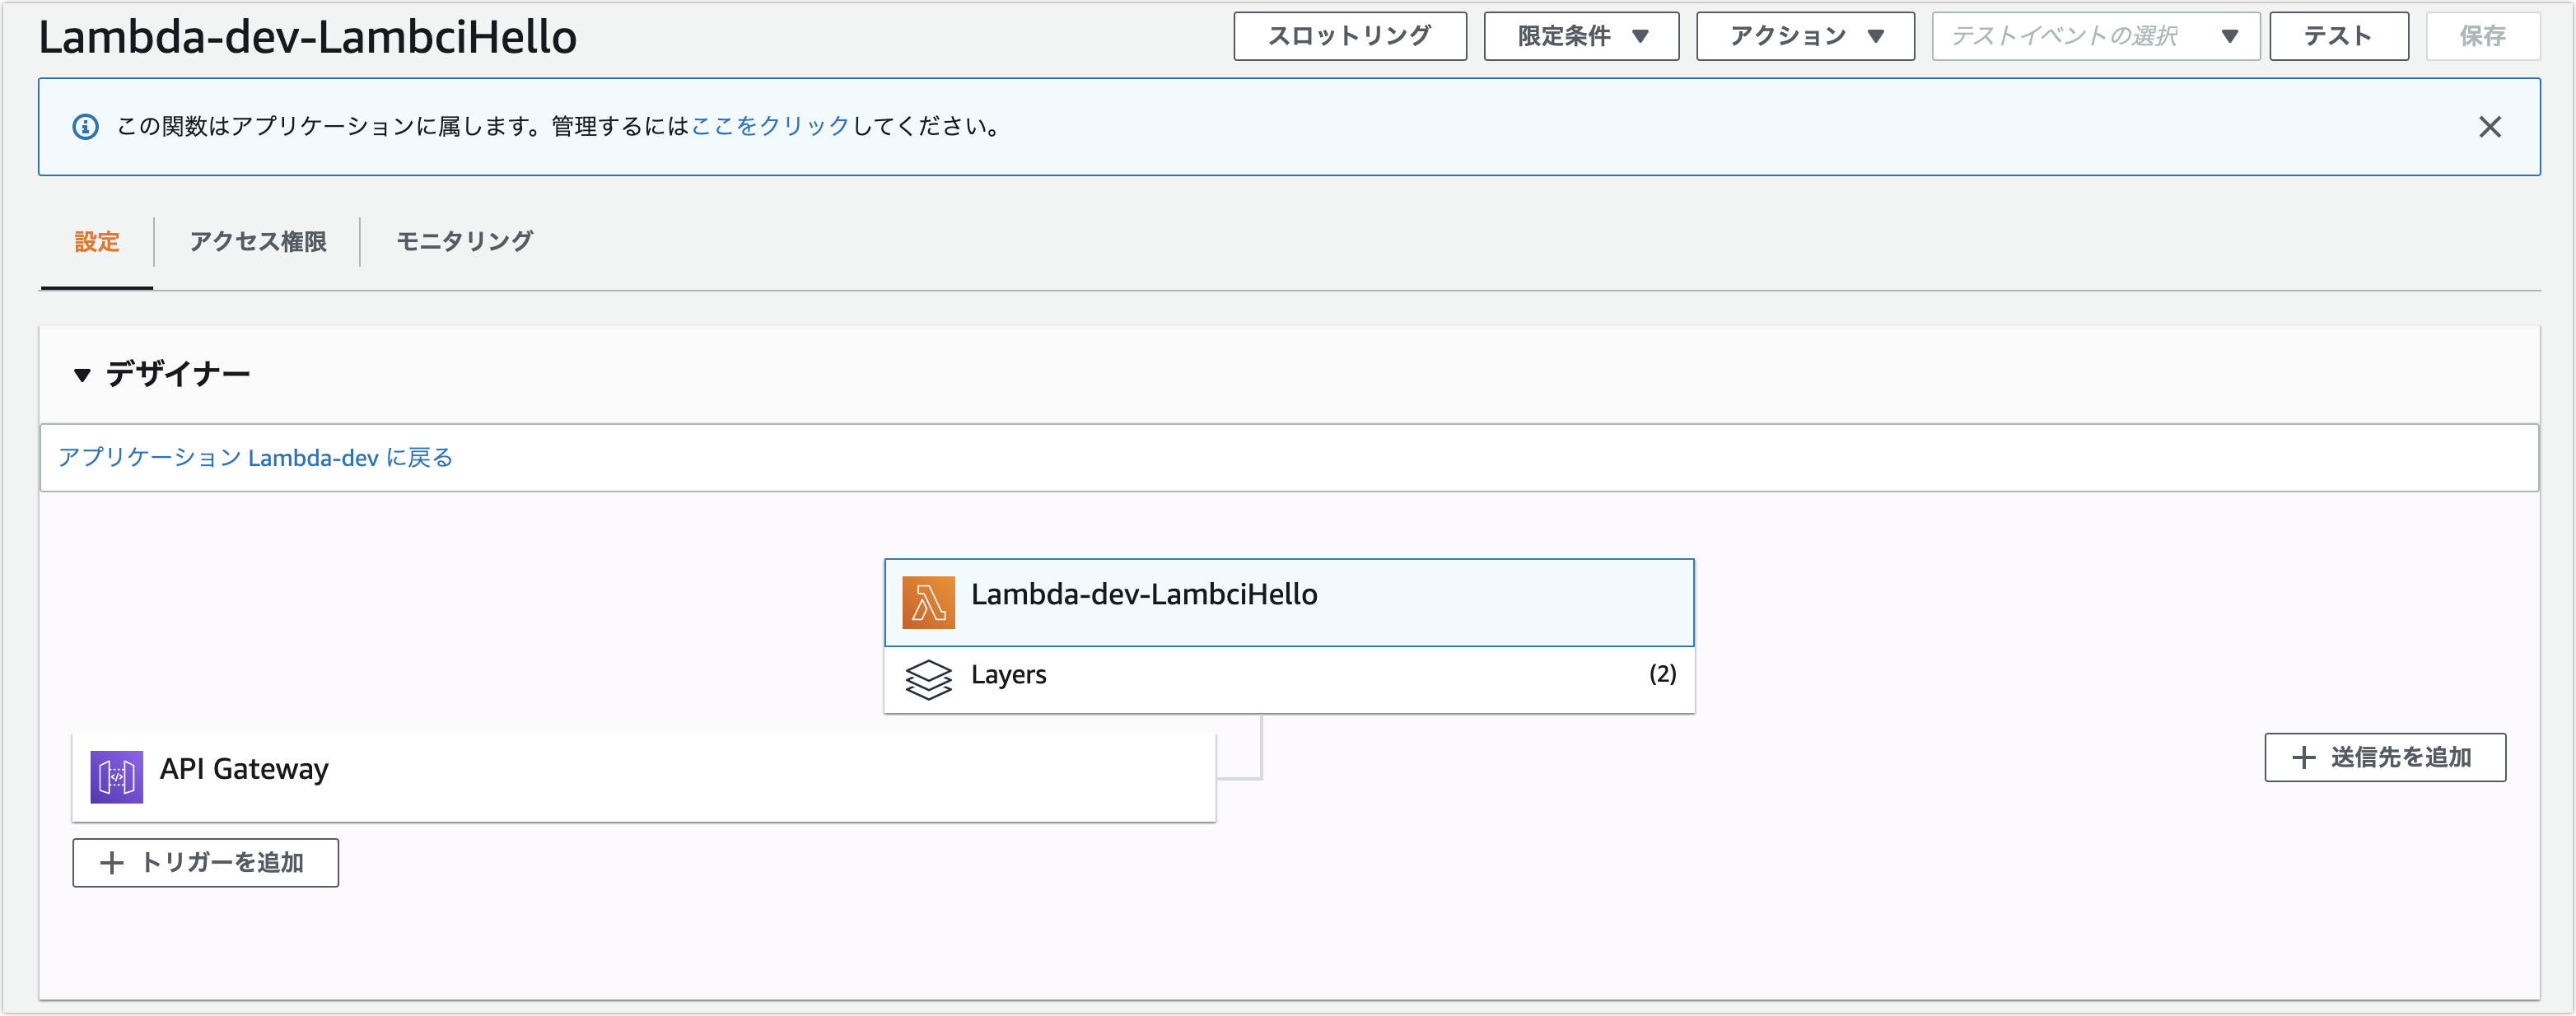 Lambda-dev-LambciHello
スロットリング
限定条件
アクション
テストイベントの選択
テスト
保存
この関数はアプリケーションに属します。管理するにはここをクリックしてください。
設定
アクセス権限
モニタリング
デザイナー
アプリケーション Lambda-dev に戻る
Lambda-dev-LambciHello
Layers
(2)
API Gateway
送信先を追加
トリガーを追加